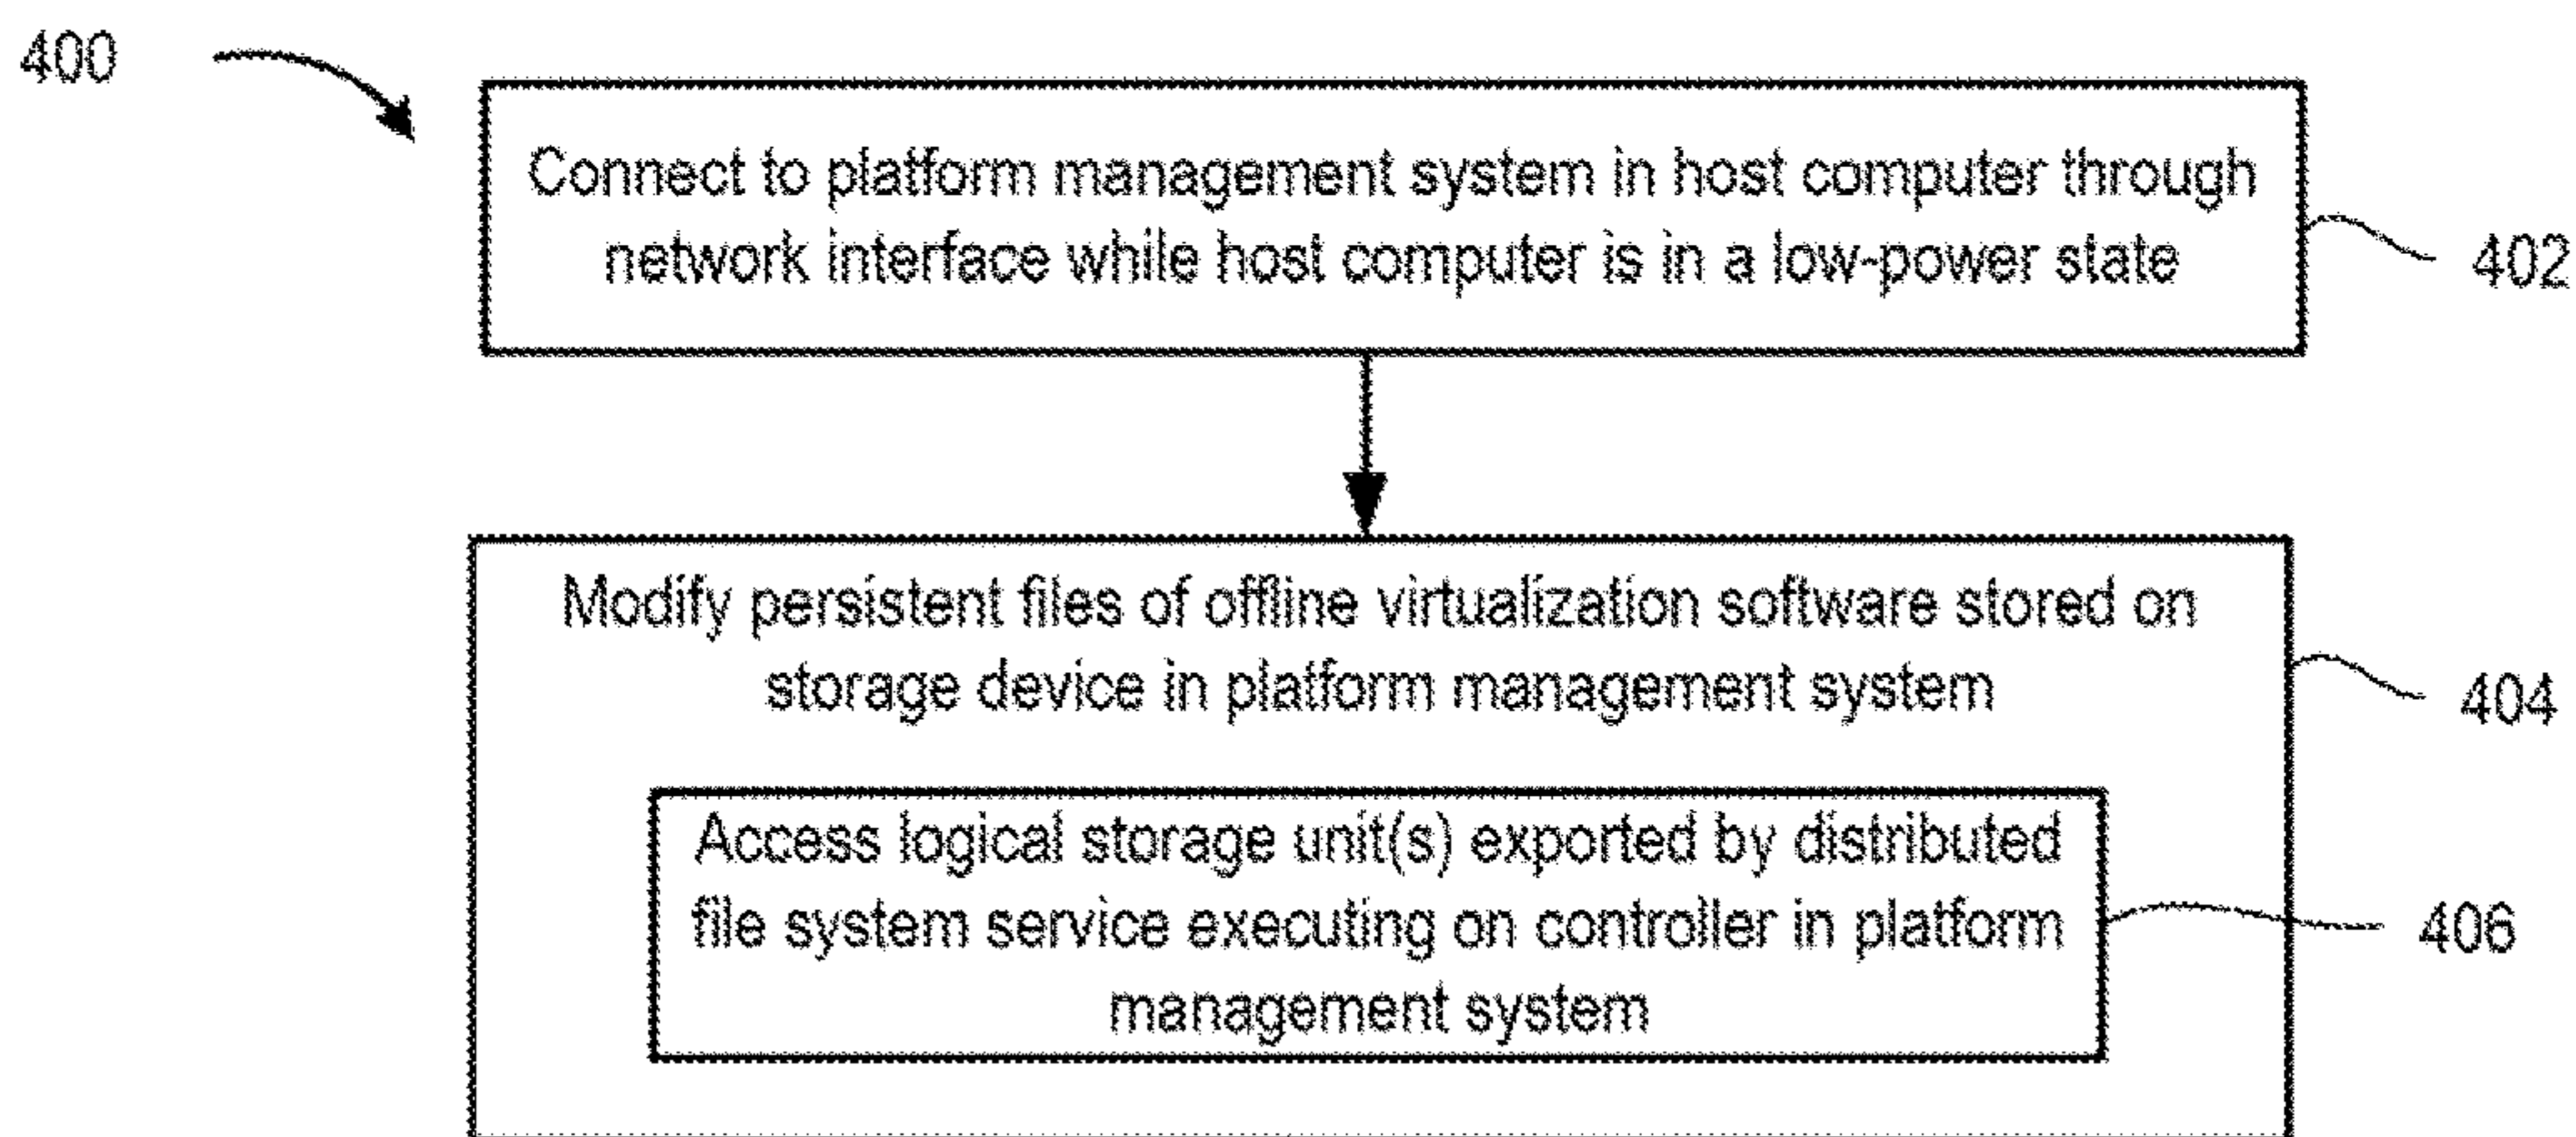 400
Connect to platform management system in host computer through
network interface while host computer is in a low-power state
402
Modify persistent files of offline virtualization software stored on
storage device in platform management system
404
Access logical storage unit(s) exported by distributed
file system service executing on controller in platform
management system
406